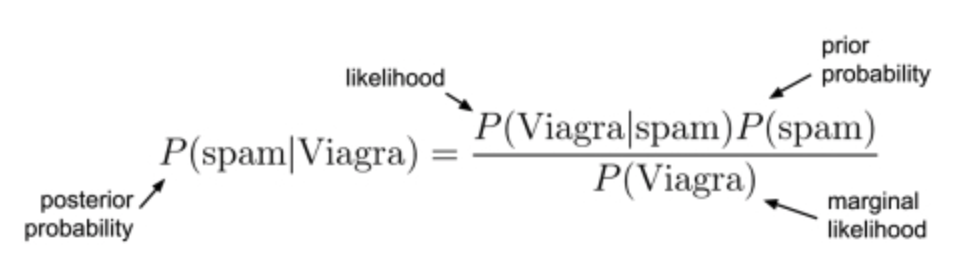 prior
probability
likelihood
P(Viagra|spam)P(spam)
P(spam|Viagra) =
P(Viagra)
posterior
probability
marginal
likelihood